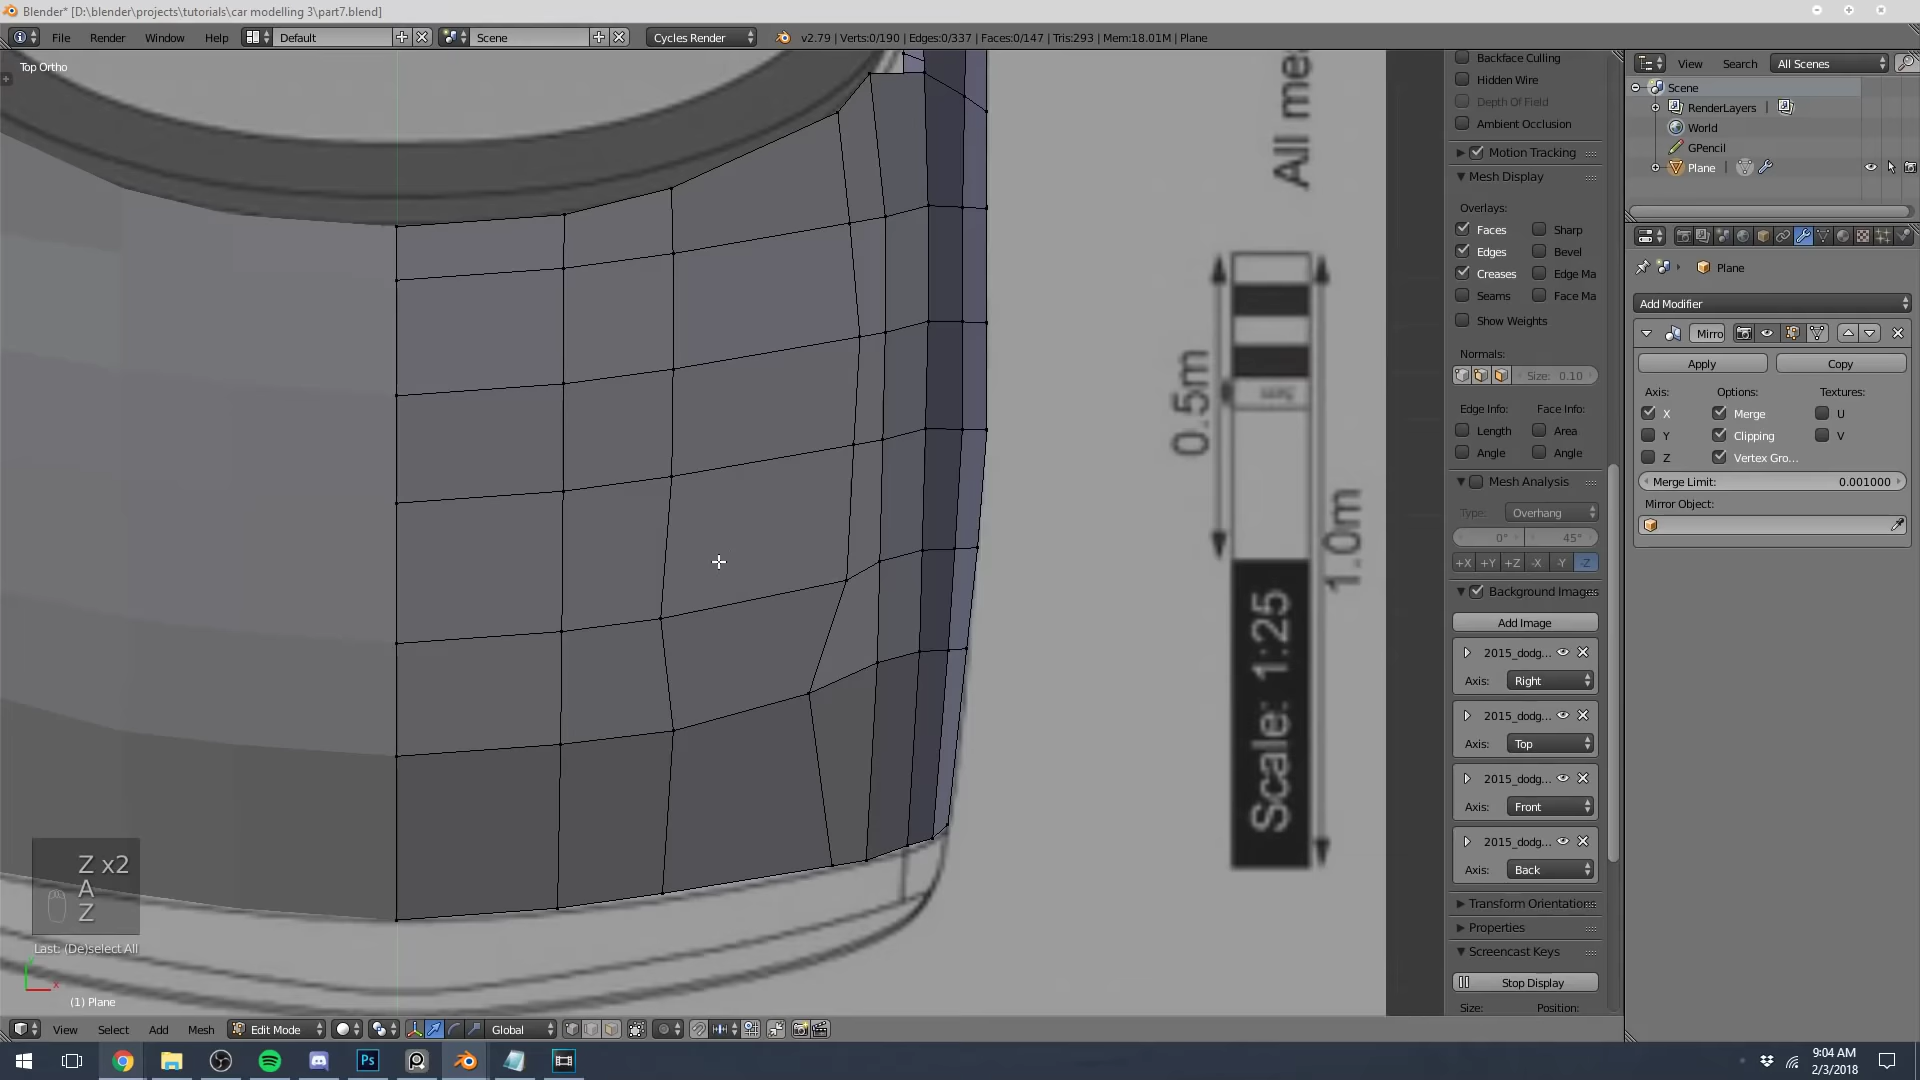 Blender* [D:\blender\projects\tutorials\car modelling 3\part7.blend]
File Render Window Help Default Scene Cycles Render v2.79 | Verts:0/190 | Edges:0/337 | Faces:0/147 | Tris:293 | Mem:18.01M | Plane
Top Ortho
All me
0.5m
1.0m
Scale: 1:25
Z x2
A
Z
Last: (De)select All
x
(1) Plane
View Select Add Mesh Edit Mode Global
Backface Culling
Hidden Wire
Depth Of Field
Ambient Occlusion
Motion Tracking
Mesh Display
Overlays:
Faces Sharp
Edges Bevel
Creases Edge Ma
Seams Face Ma
Show Weights
Normals:
Size: 0.10
Edge Info: Face Info:
Length Area
Angle Angle
Mesh Analysis
Type: Overhang
0° 45°
+X +Y +Z -X -Y -Z
Background Images
Add Image
2015_dodg...
Axis: Right
2015_dodg...
Axis: Top
2015_dodg...
Axis: Front
2015_dodg...
Axis: Back
Transform Orientation
Properties
Screencast Keys
Stop Display
Size: Position:
View Search All Scenes
Scene
RenderLayers |
World
GPencil
Plane |
Plane
Add Modifier
Mirro
Apply Copy
Axis: Options: Textures:
X Merge U
Y Clipping V
Z Vertex Gro...
Merge Limit: 0.001000
Mirror Object:
Ps
9:04 AM
2/3/2018